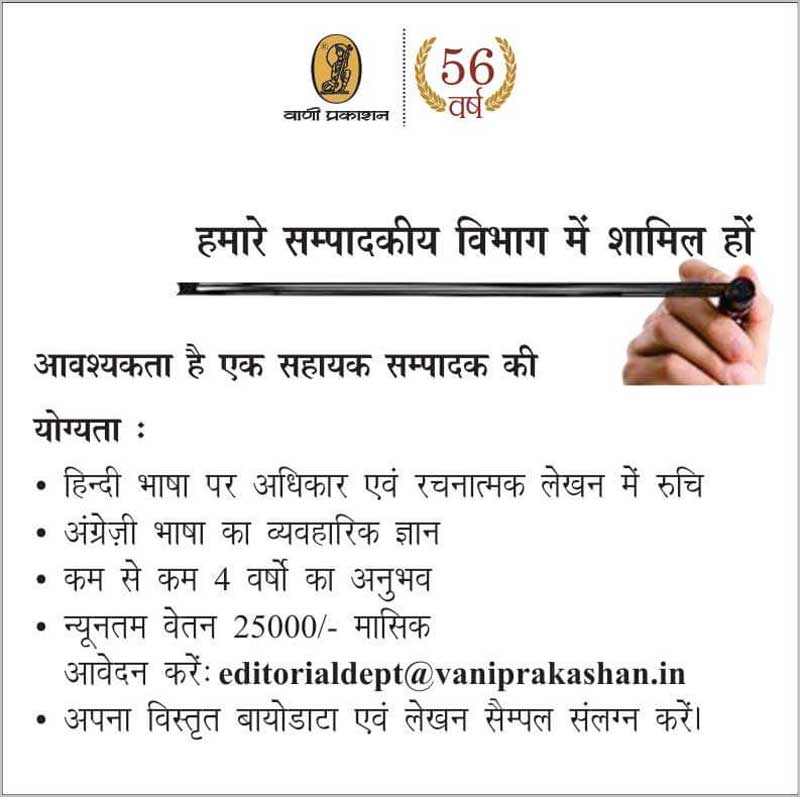 वाणी प्रकाशन
56
वर्ष
हमारे सम्पादकीय विभाग में शामिल हों
आवश्यकता है एक सहायक सम्पादक की
योग्यता :
• हिन्दी भाषा पर अधिकार एवं रचनात्मक लेखन में रुचि
• अंग्रेज़ी भाषा का व्यवहारिक ज्ञान
• कम से कम 4 वर्षो का अनुभव
• न्यूनतम वेतन 25000/- मासिक
आवेदन करें: editorialdept@vaniprakashan.in
• अपना विस्तृत बायोडाटा एवं लेखन सैम्पल संलग्न करें।